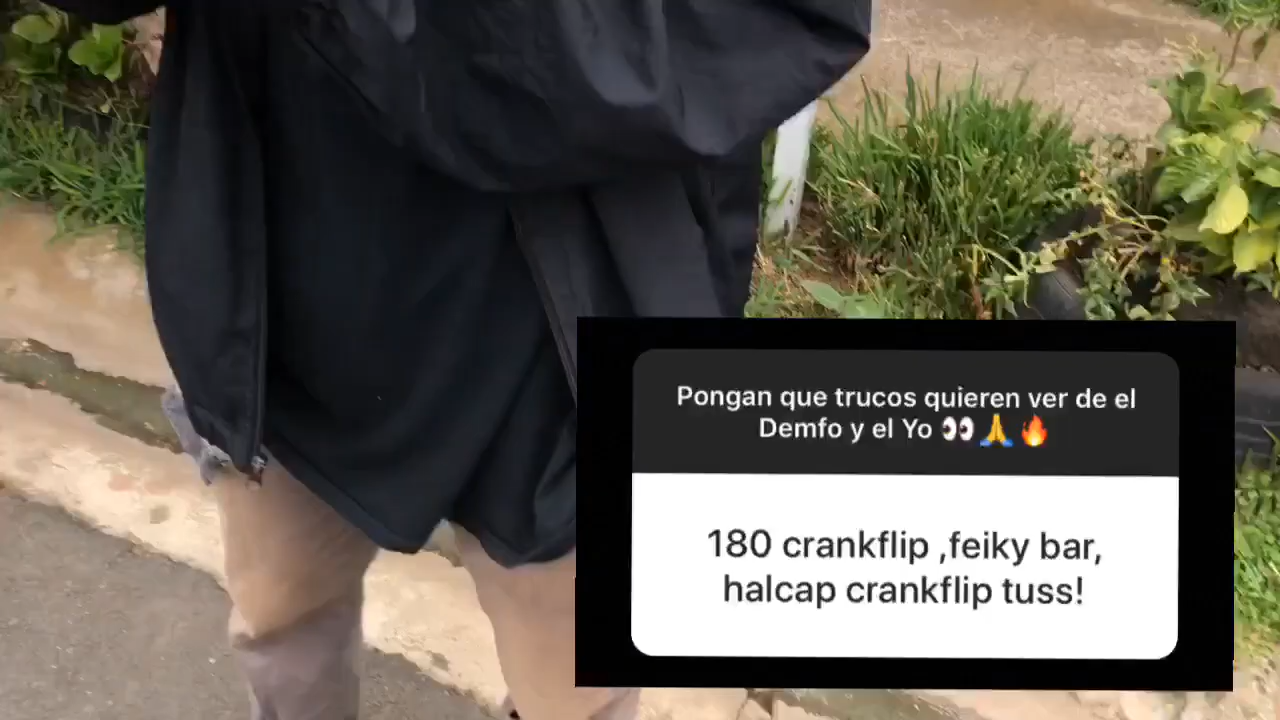 Pongan que trucos quieren ver de el
Demfo y el Yo 👀🙏🔥
180 crankflip ,feiky bar,
halcap crankflip tuss!